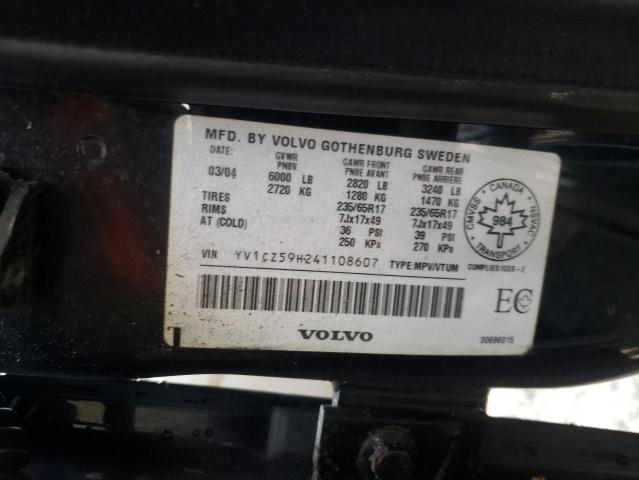 MFD. BY VOLVO GOTHENBURG SWEDEN
DATE: GVWR GAWR FRONT GAWR REAR
PNBV PNBE AVANT PNBE ARRIERE
03/04 6000 LB 2820 LB 3240 LB
2720 KG 1280 KG 1470 KG
TIRES 235/65R17 235/65R17
RIMS 7Jx17x49 7Jx17x49
AT (COLD) 36 PSI 39 PSI
250 KPa 270 KPa
VIN YV1CZ59H241108607 TYPE:MPV/VTUM
COMPLIES:ICES-2
CANADA
CMVSS NSVAC
984
TRANSPORT
EC
VOLVO
30696015